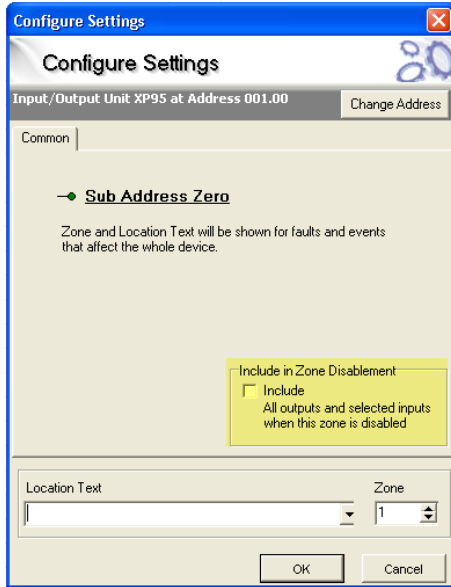 Configure Settings
Configure Settings
Input/Output Unit XP95 at Address 001.00
Change Address
Common
Sub Address Zero
Zone and Location Text will be shown for faults and events
that affect the whole device.
Include in Zone Disablement
Include
All outputs and selected inputs
when this zone is disabled
Location Text
Zone
1
OK
Cancel